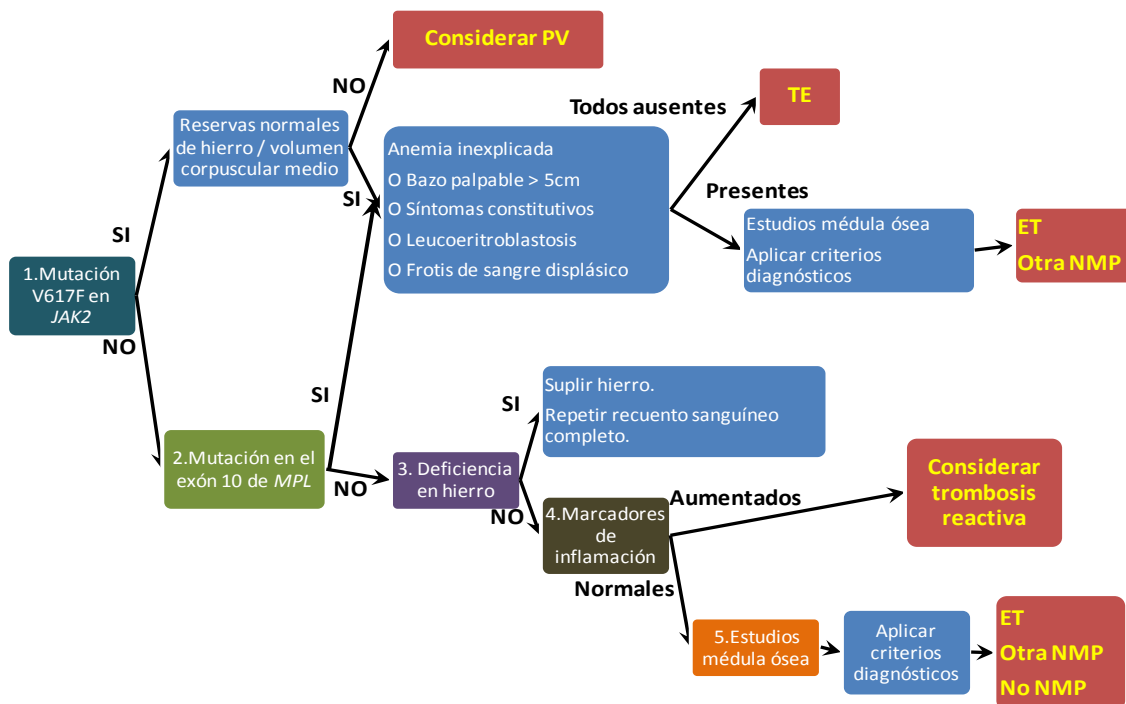 Considerar PV
NO
Todos ausentes
TE
Reservas normales
de hierro / volumen
corpuscular medio
Anemia inexplicada
O Bazo palpable > 5cm
O Síntomas constitutivos
O Leucoeritroblastosis
O Frotis de sangre displásico
SI
Presentes
Estudios médula ósea
Aplicar criterios
diagnósticos
ET
Otra NMP
SI
1.Mutación
V617F en
JAK2
NO
SI
2.Mutación en el
exón 10 de MPL
NO
3. Deficiencia
en hierro
SI
Suplir hierro.
Repetir recuento sanguíneo
completo.
NO
4.Marcadores
de
inflamación
Aumentados
Considerar
trombosis
reactiva
Normales
5.Estudios
médula ósea
Aplicar
criterios
diagnósticos
ET
Otra NMP
No NMP